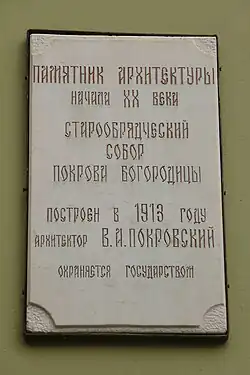 ПАМЯТНИК АРХИТЕКТУРЫ
НАЧАЛА XX ВЕКА
СТАРООБРЯДЧЕСКИЙ
СОБОР
ПОКРОВА БОГОРОДИЦЫ
ПОСТРОЕН В 1913 ГОДУ
АРХИТЕКТОР В.А.ПОКРОВСКИЙ
ОХРАНЯЕТСЯ ГОСУДАРСТВОМ